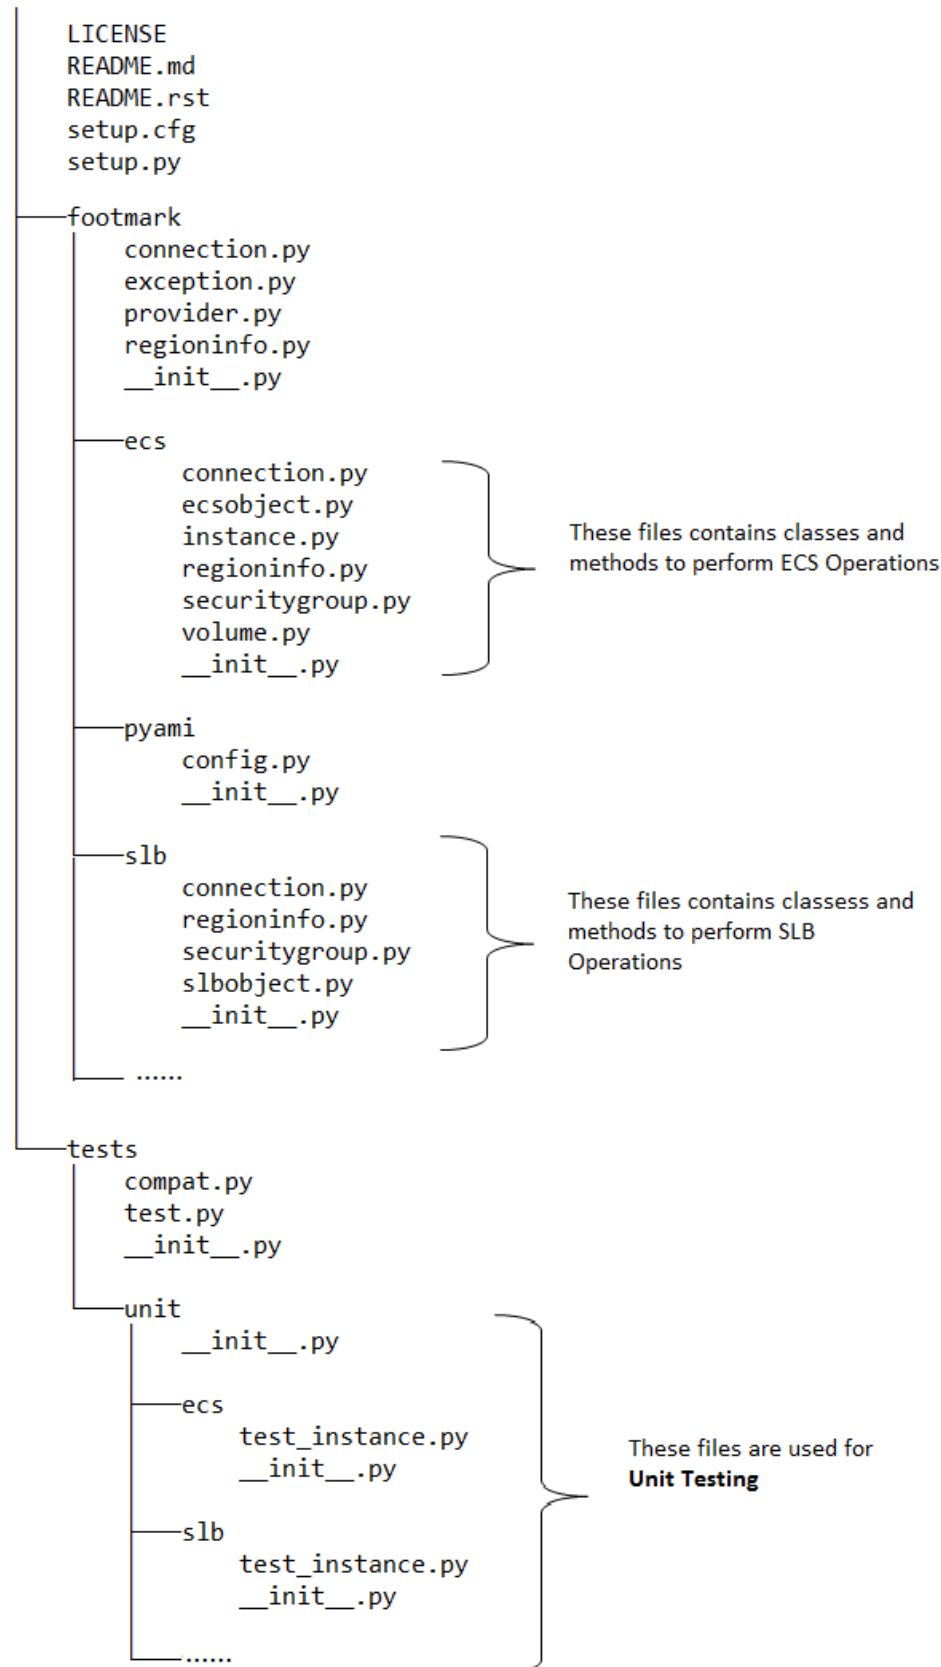 LICENSE
README.md
README.rst
setup.cfg
setup.py
footmark
connection.py
exception.py
provider.py
regioninfo.py
__init__.py
ecs
connection.py
ecsobject.py
instance.py
regioninfo.py
securitygroup.py
volume.py
__init__.py
These files contains classes and
methods to perform ECS Operations
pyami
config.py
__init__.py
slb
connection.py
regioninfo.py
securitygroup.py
slbobject.py
__init__.py
These files contains classess and
methods to perform SLB
Operations
......
tests
compat.py
test.py
__init__.py
unit
__init__.py
ecs
test_instance.py
__init__.py
slb
test_instance.py
__init__.py
These files are used for
Unit Testing
......